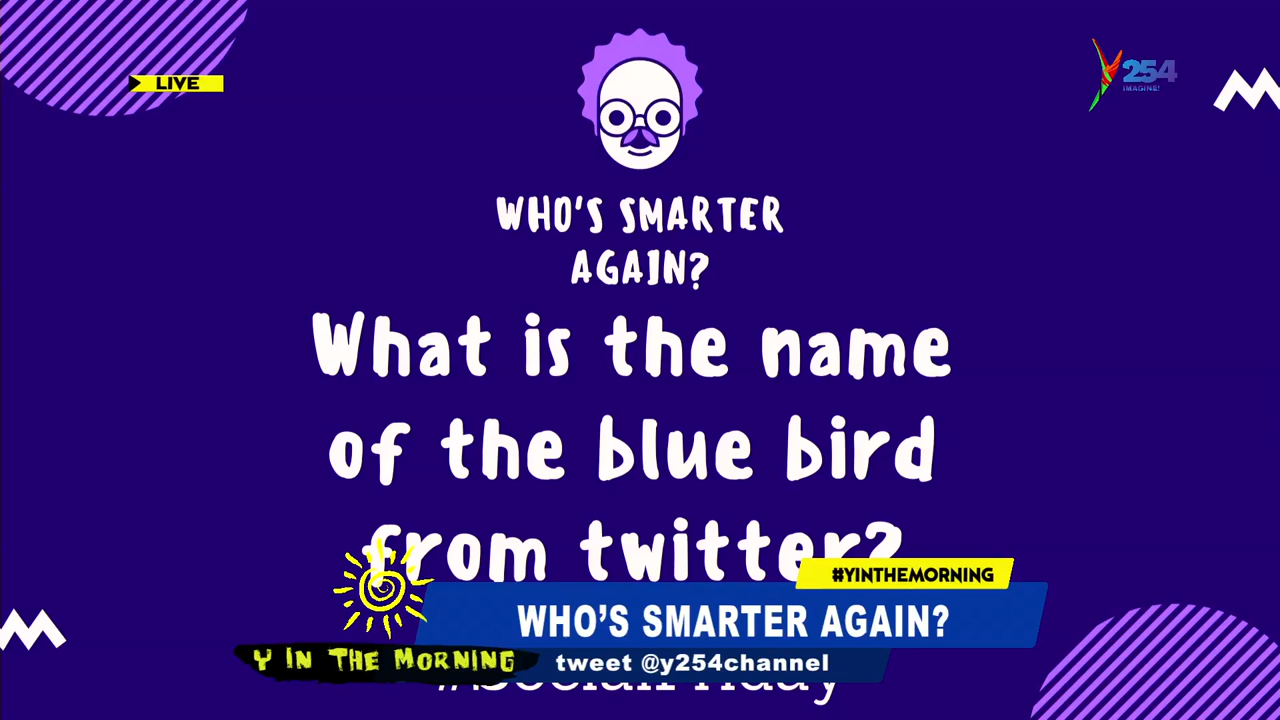 LIVE
254
IMAGINE!
WHO'S SMARTER
AGAIN?
What is the name
of the blue bird
from twitter?
#YINTHEMORNING
WHO'S SMARTER AGAIN?
Y IN THE MORNING
tweet @y254channel